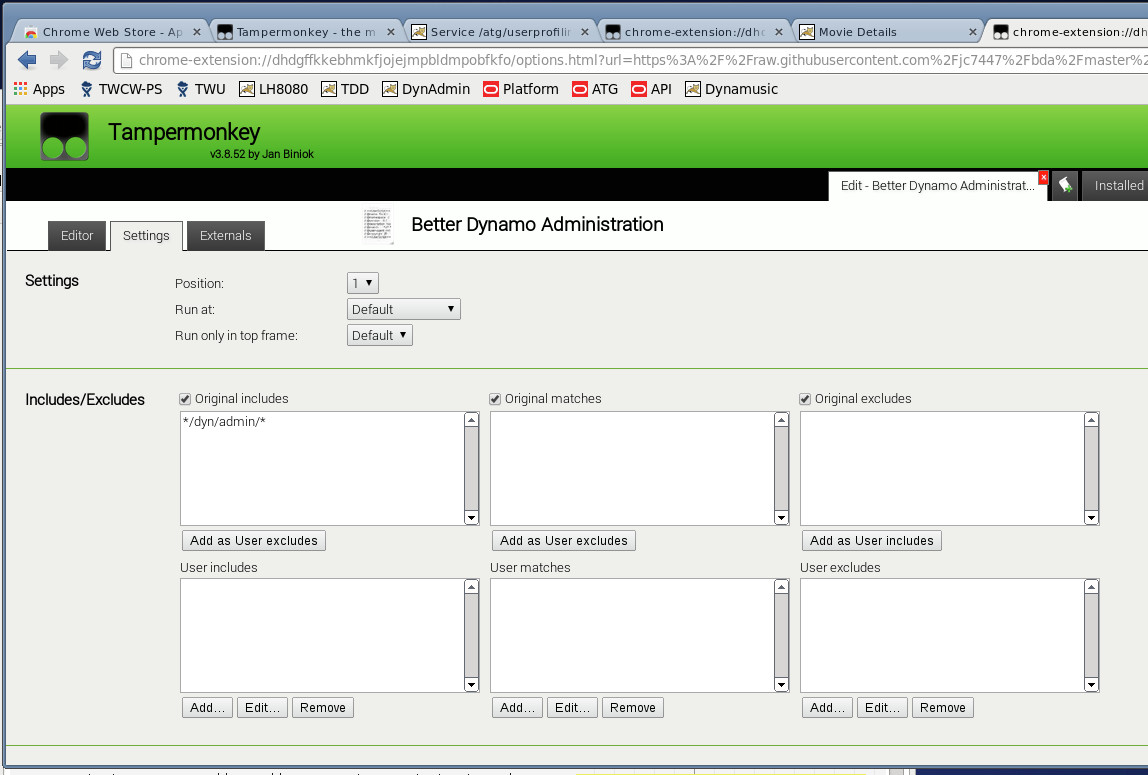 Chrome Web Store - Ap
Tampermonkey - the m
Service /atg/userprofilin
chrome-extension://dhd
Movie Details
chrome-extension://dh
chrome-extension://dhdgffkkebhmkfjojejmpbldmpobfkfo/options.html?url=https%3A%2F%2Fraw.githubusercontent.com%2Fjc7447%2Fbda%2Fmaster%2
Apps TWCW-PS TWU LH8080 TDD DynAdmin Platform ATG API Dynamusic
Tampermonkey
v3.8.52 by Jan Biniok
Edit - Better Dynamo Administrat... x
Installed
Editor Settings Externals
Better Dynamo Administration
Settings
Position: 1
Run at: Default
Run only in top frame: Default
Includes/Excludes
Original includes Original matches Original excludes
*/dyn/admin/*
Add as User excludes Add as User excludes Add as User includes
User includes User matches User excludes
Add... Edit... Remove Add... Edit... Remove Add... Edit... Remove